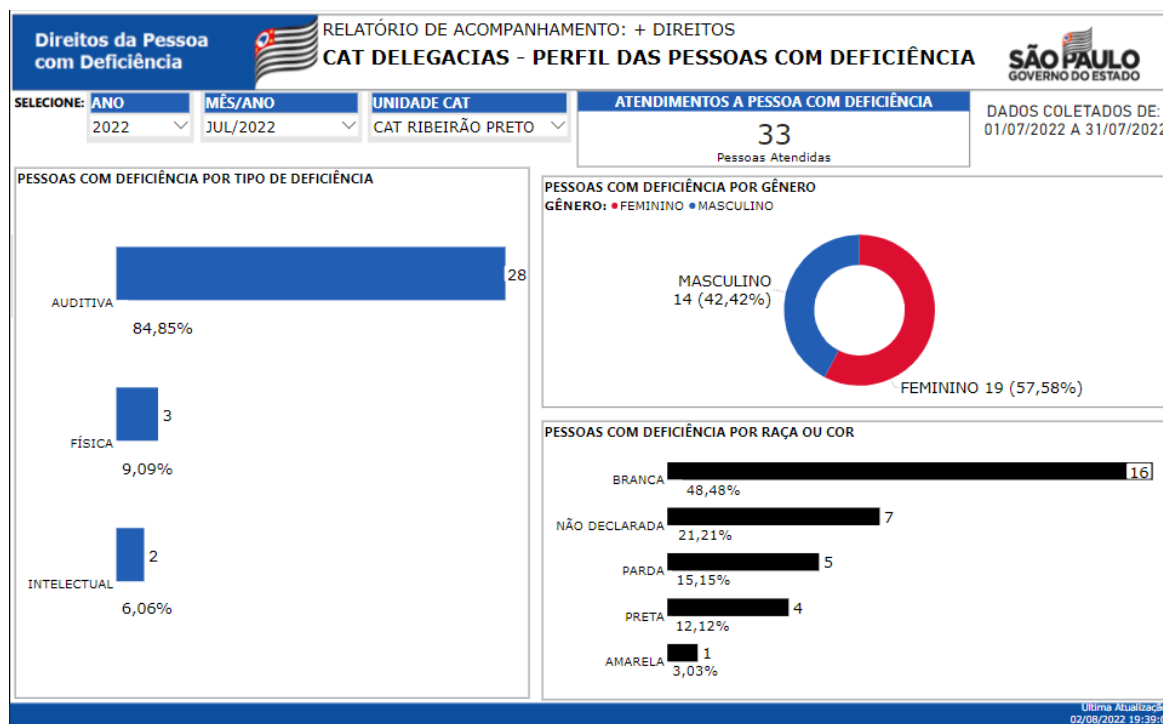 Direitos da Pessoa
com Deficiência
RELATÓRIO DE ACOMPANHAMENTO: + DIREITOS
CAT DELEGACIAS - PERFIL DAS PESSOAS COM DEFICIÊNCIA
SÃO PAULO
GOVERNO DO ESTADO
SELECIONE:
ANO
2022
MÊS/ANO
JUL/2022
UNIDADE CAT
CAT RIBEIRÃO PRETO
ATENDIMENTOS A PESSOA COM DEFICIÊNCIA
33
Pessoas Atendidas
DADOS COLETADOS DE:
01/07/2022 A 31/07/2022
PESSOAS COM DEFICIÊNCIA POR TIPO DE DEFICIÊNCIA
AUDITIVA
28
84,85%
FÍSICA
3
9,09%
INTELECTUAL
2
6,06%
PESSOAS COM DEFICIÊNCIA POR GÊNERO
GÊNERO: FEMININO MASCULINO
MASCULINO
14 (42,42%)
FEMININO 19 (57,58%)
PESSOAS COM DEFICIÊNCIA POR RAÇA OU COR
BRANCA
16
48,48%
NÃO DECLARADA
7
21,21%
PARDA
5
15,15%
PRETA
4
12,12%
AMARELA
1
3,03%
Última
02/08/2022